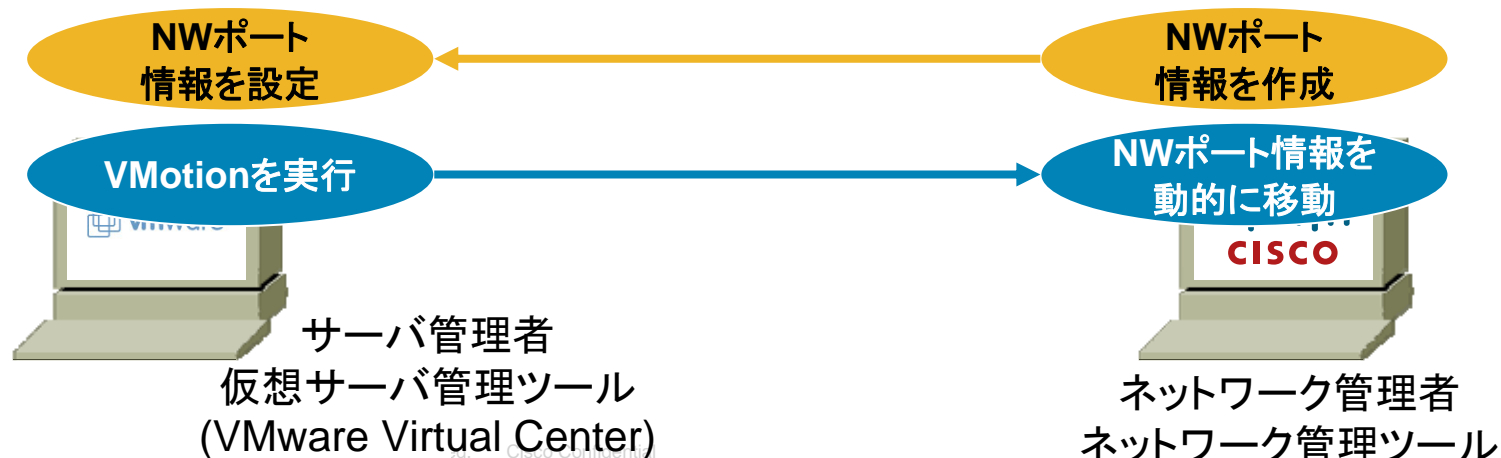 NWポート
情報を設定
NWポート
情報を作成
VMotionを実行
NWポート情報を
動的に移動
vmware
CISCO
サーバ管理者
仮想サーバ管理ツール
(VMware Virtual Center)
ネットワーク管理者
ネットワーク管理ツール
Cisco Confidential